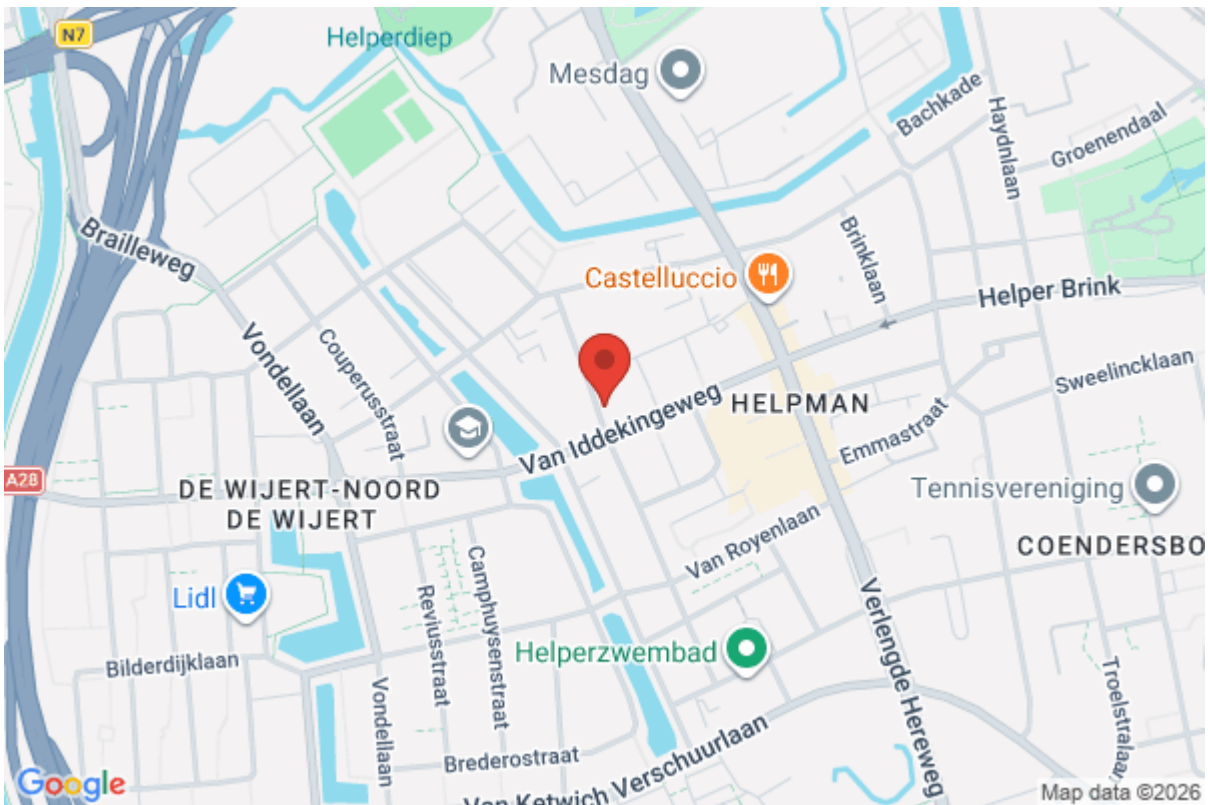 N7
Helperdiep
Mesdag
Bachkade
Haydnlaan
Groenendaal
Brailleweg
Brinklaan
Castelluccio
Helper Brink
Vondellaan
Couperusstraat
Sweelincklaan
HELPMAN
Van Iddekingeweg
Emmastraat
A28
DE WIJERT-NOORD
DE WIJERT
Tennisvereniging
COENDERSBO
Van Royenlaan
Lidl
Reviusstraat
Camphuysenstraat
Verlengde Hereweg
Helperzwembad
Bilderdijklaan
Vondellaan
Troelstralaan
Brederostraat
Van Ketwich Verschuurlaan
Google
Map data ©2026